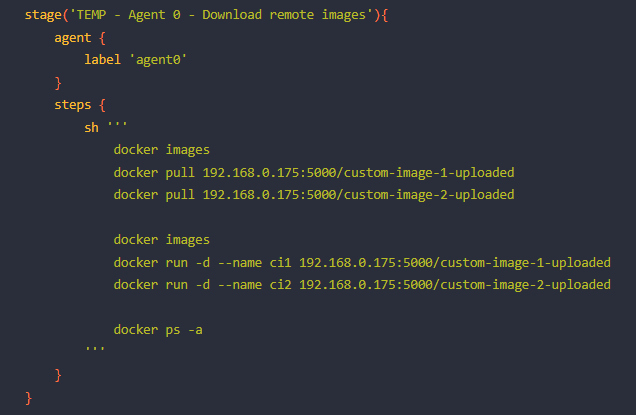 stage('TEMP - Agent 0 - Download remote images'){
    agent {
        label 'agent0'
    }
    steps {
        sh '''
            docker images
            docker pull 192.168.0.175:5000/custom-image-1-uploaded
            docker pull 192.168.0.175:5000/custom-image-2-uploaded

            docker images
            docker run -d --name ci1 192.168.0.175:5000/custom-image-1-uploaded
            docker run -d --name ci2 192.168.0.175:5000/custom-image-2-uploaded

            docker ps -a
        '''
    }
}